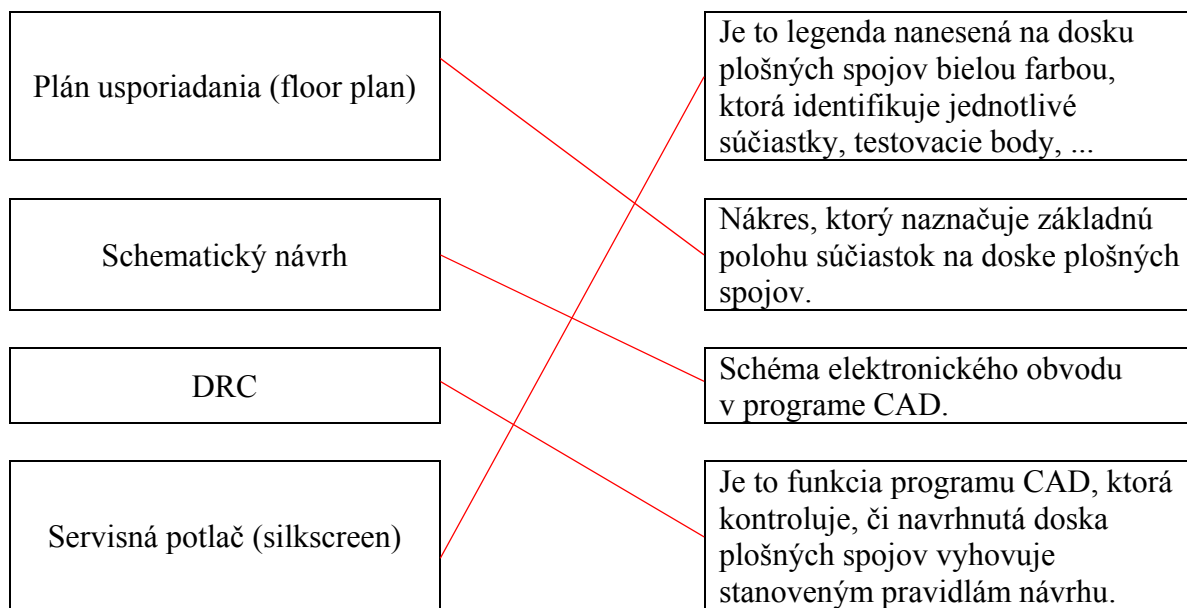 Plán usporiadania (floor plan)
Je to legenda nanesená na dosku
plošných spojov bielou farbou,
ktorá identifikuje jednotlivé
súčiastky, testovacie body, ...
Schematický návrh
Nákres, ktorý naznačuje základnú
polohu súčiastok na doske plošných
spojov.
DRC
Schéma elektronického obvodu
v programe CAD.
Servisná potlač (silkscreen)
Je to funkcia programu CAD, ktorá
kontroluje, či navrhnutá doska
plošných spojov vyhovuje
stanoveným pravidlám návrhu.